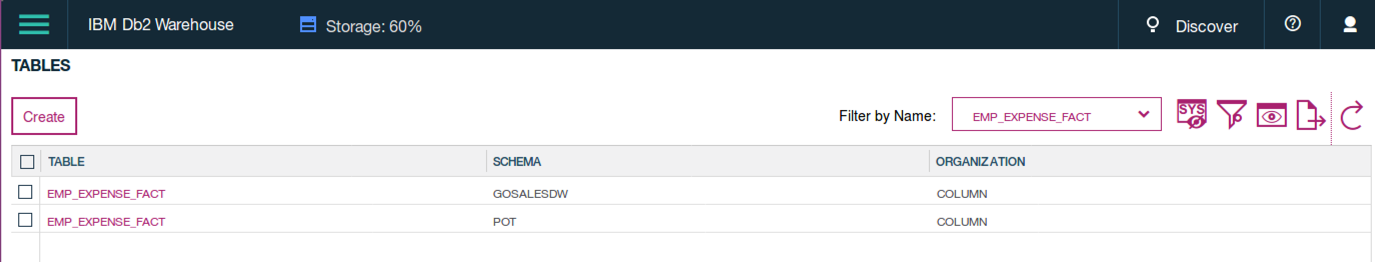 IBM Db2 Warehouse Storage: 60% Discover
TABLES
Create Filter by Name: EMP_EXPENSE_FACT SYS
TABLE SCHEMA ORGANIZATION
EMP_EXPENSE_FACT GOSALESDW COLUMN
EMP_EXPENSE_FACT POT COLUMN